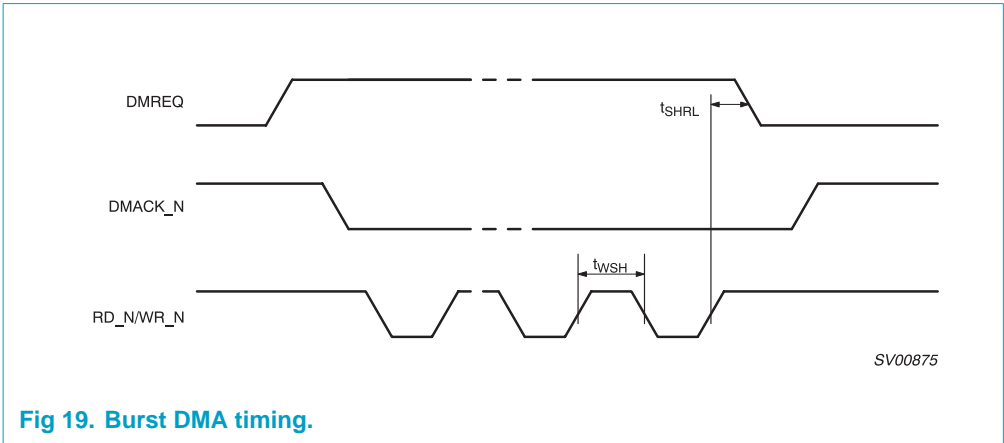 DMREQ
tSHRL
DMACK_N
tWSH
RD_N/WR_N
SV00875
Fig 19. Burst DMA timing.